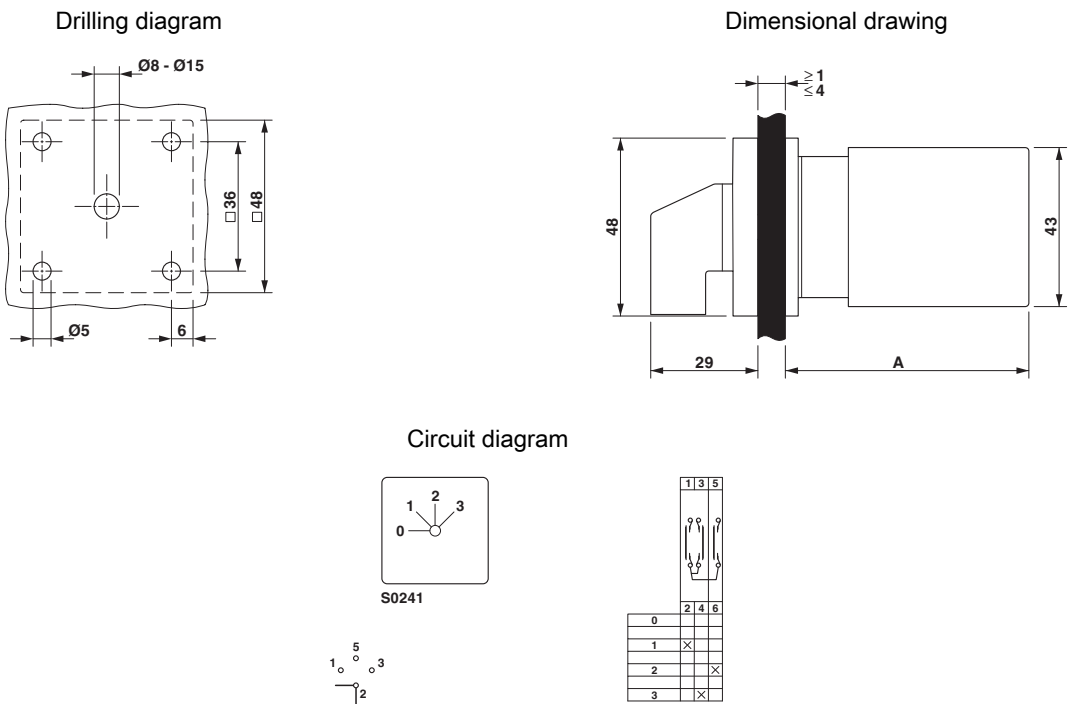 Drilling diagram
Dimensional drawing
Ø8 - Ø15
≥1
≤4
□36
□48
Ø5
6
48
43
29
A
Circuit diagram
0
1
2
3
S0241
1 3 5
2 4 6
0
1 ×
2 ×
3 ×
5
1 3
2